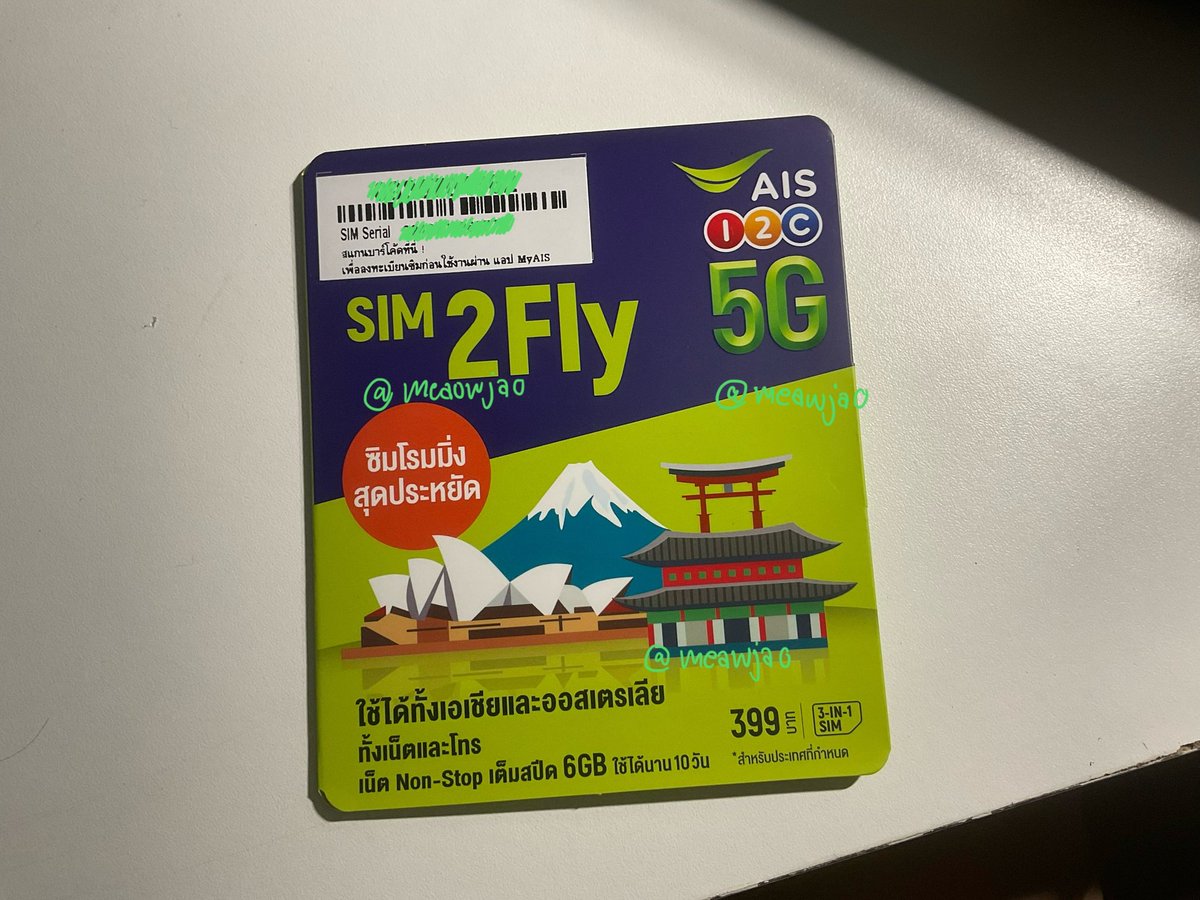 SIM Serial
สแกนบาร์โค้ดที่นี่ !
เพื่อลงทะเบียนซิมก่อนใช้งานผ่าน แอป MyAIS
AIS
12C
5G
SIM 2Fly
@meaowjao
@meawjao
ซิมโรมมิ่ง
สุดประหยัด
@meawjao
ใช้ได้ทั้งเอเชียและออสเตรเลีย
ทั้งเน็ตและโทร
เน็ต Non-Stop เต็มสปีด 6GB ใช้ได้นาน 10 วัน
399 บาท
3-IN-1
SIM
*สำหรับประเทศที่กำหนด